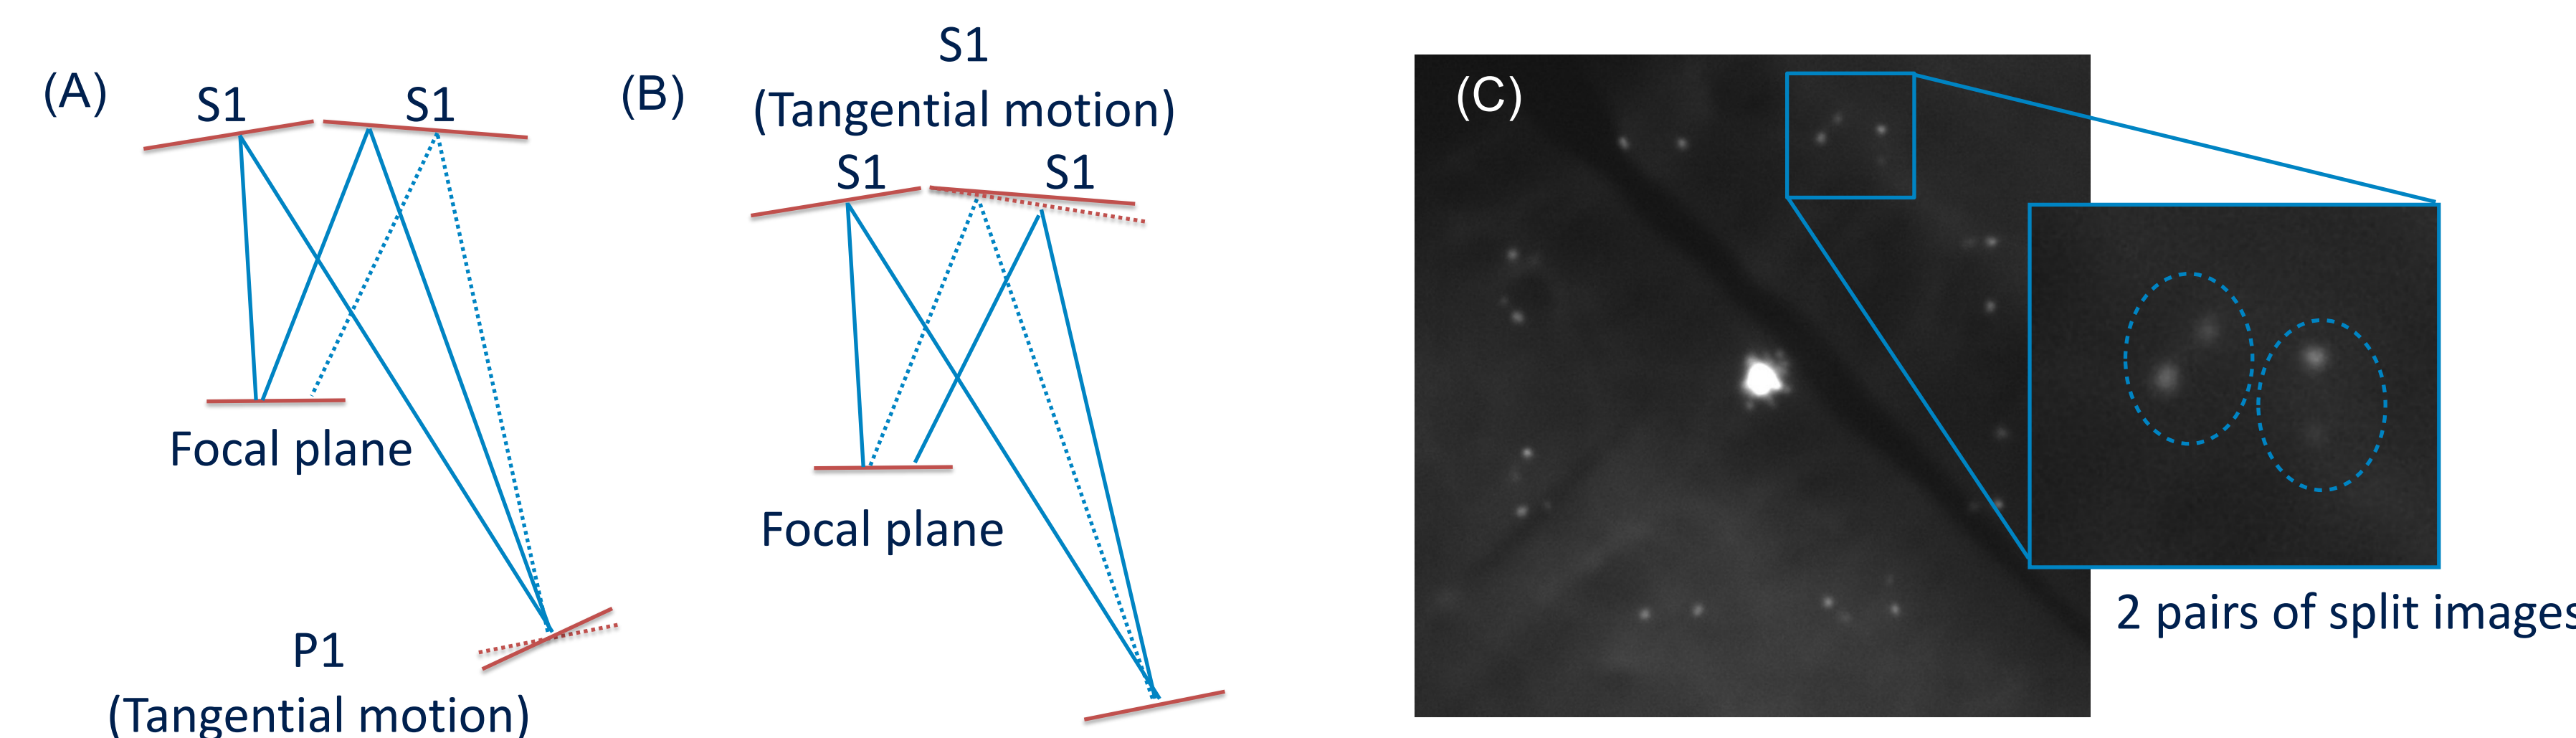 (A)
S1
S1
Focal plane
P1
(Tangential motion)
(B)
S1
(Tangential motion)
S1
S1
Focal plane
(C)
2 pairs of split images